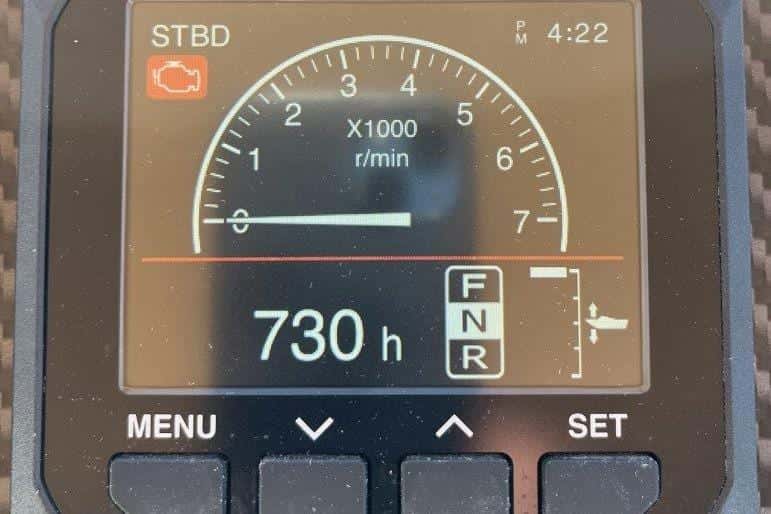 STBD
PM 4:22
0 1 2 3 4 5 6 7
X1000
r/min
730 h
F
N
R
MENU SET